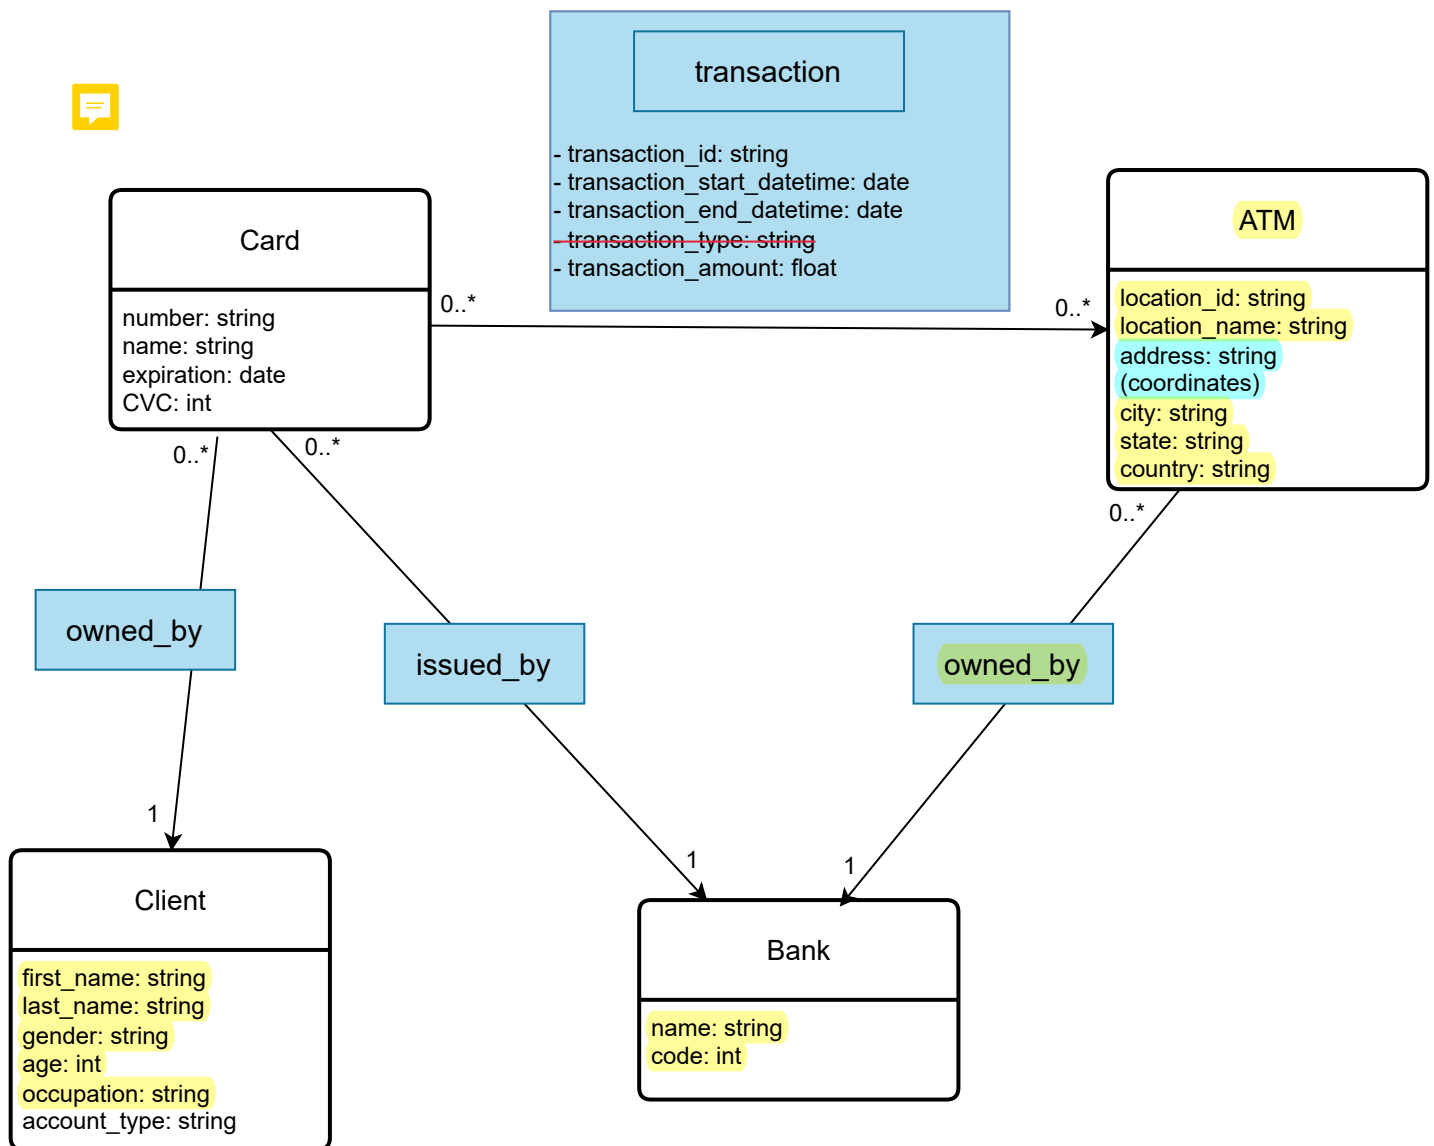 transaction
- transaction_id: string
- transaction_start_datetime: date
- transaction_end_datetime: date
- transaction_type: string
- transaction_amount: float
Card
number: string
name: string
expiration: date
CVC: int
0..*
0..*
ATM
location_id: string
location_name: string
address: string
(coordinates)
city: string
state: string
country: string
0..*
0..*
0..*
owned_by
issued_by
owned_by
1
1
1
Client
first_name: string
last_name: string
gender: string
age: int
occupation: string
account_type: string
Bank
name: string
code: int